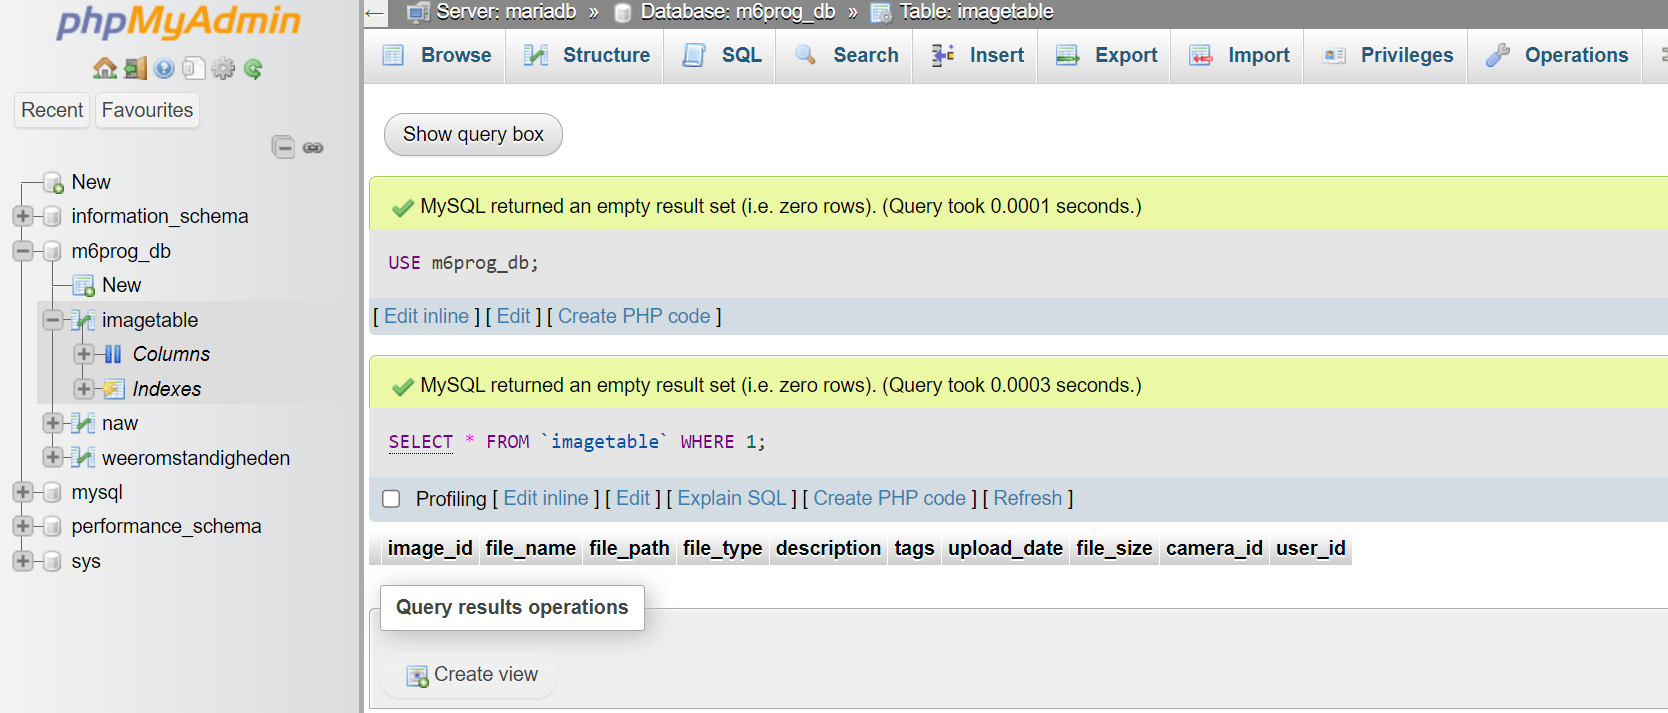 phpMyAdmin
Recent Favourites
New
information_schema
m6prog_db
New
imagetable
Columns
Indexes
naw
weeromstandigheden
mysql
performance_schema
sys
Server: mariadb » Database: m6prog_db » Table: imagetable
Browse Structure SQL Search Insert Export Import Privileges Operations
Show query box
MySQL returned an empty result set (i.e. zero rows). (Query took 0.0001 seconds.)
USE m6prog_db;
[ Edit inline ] [ Edit ] [ Create PHP code ]
MySQL returned an empty result set (i.e. zero rows). (Query took 0.0003 seconds.)
SELECT * FROM `imagetable` WHERE 1;
Profiling [ Edit inline ] [ Edit ] [ Explain SQL ] [ Create PHP code ] [ Refresh ]
image_id file_name file_path file_type description tags upload_date file_size camera_id user_id
Query results operations
Create view